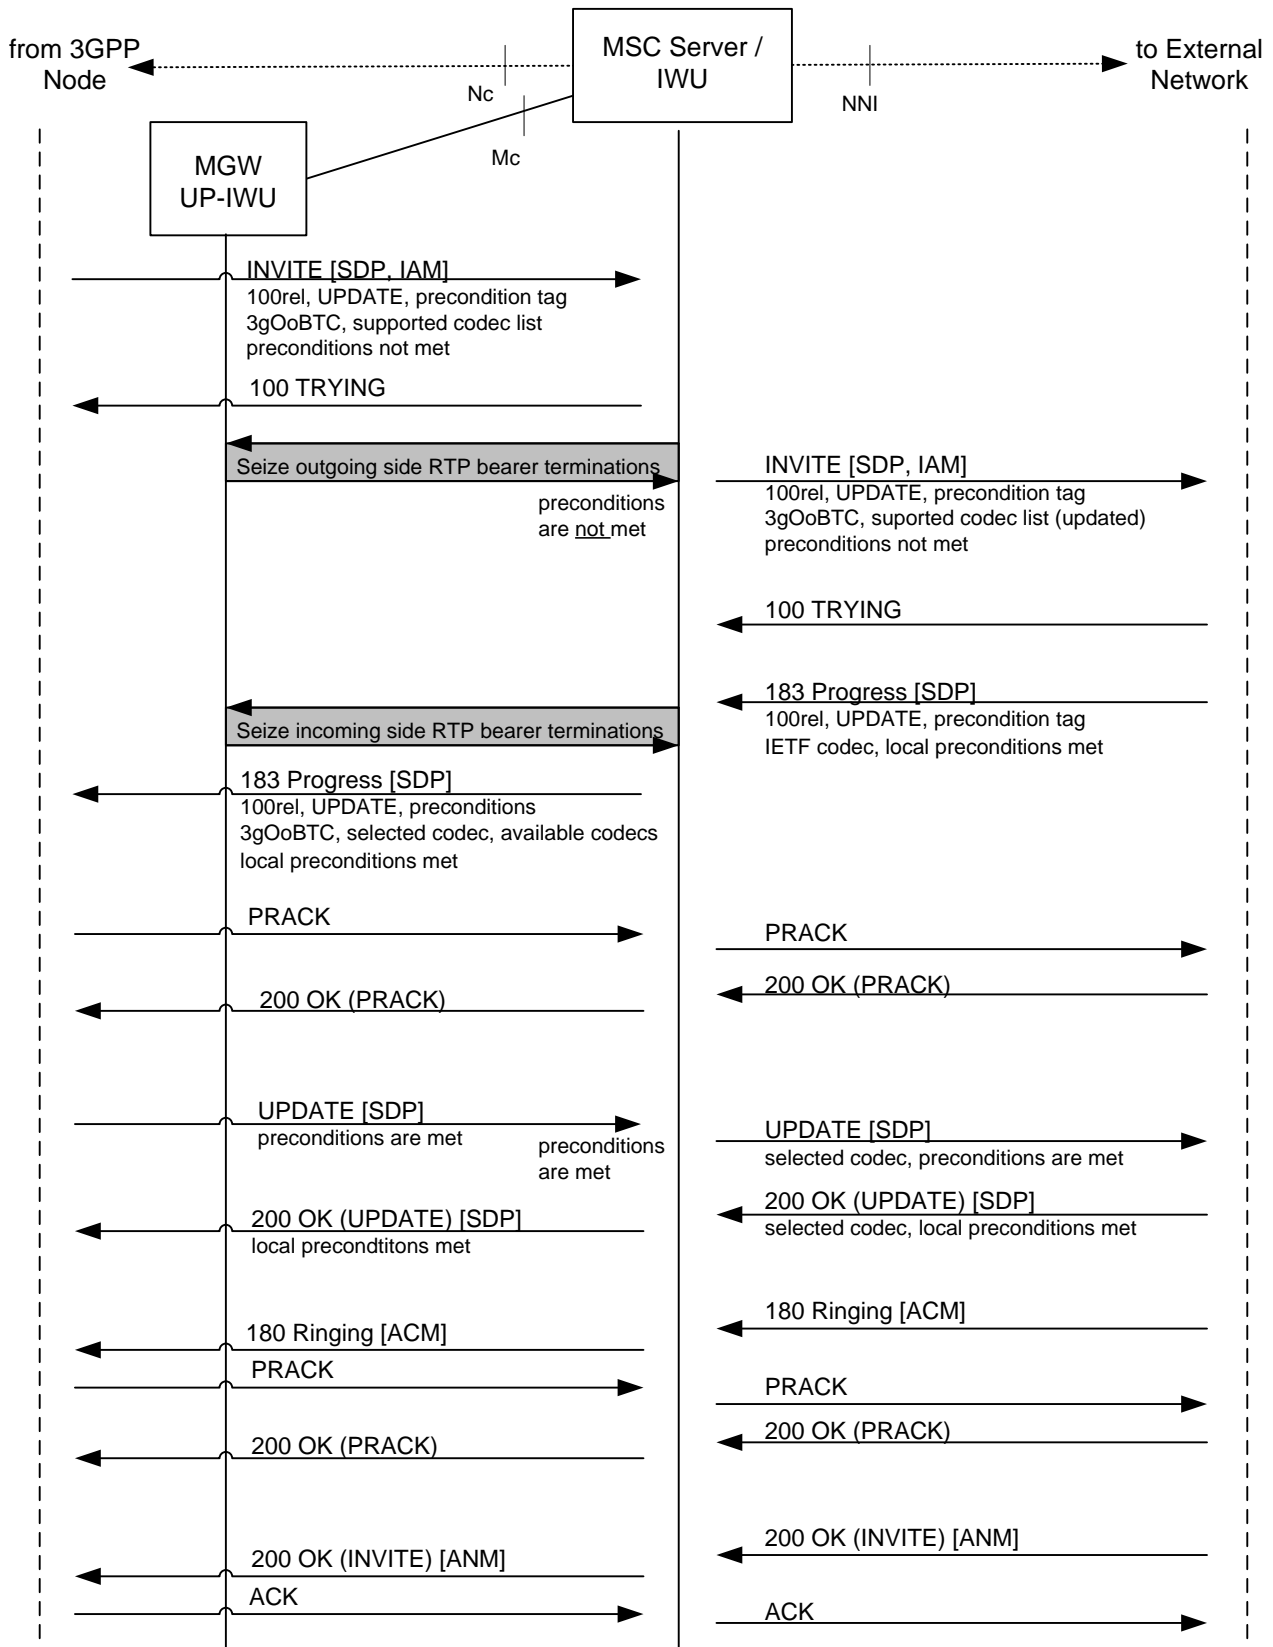 from 3GPP
Node
MSC Server /
IWU
to External
Network
Nc
NNI
Mc
MGW
UP-IWU
INVITE [SDP, IAM]
100rel, UPDATE, precondition tag
3gOoBTC, supported codec list
preconditions not met
100 TRYING
Seize outgoing side RTP bearer terminations
preconditions
are not met
INVITE [SDP, IAM]
100rel, UPDATE, precondition tag
3gOoBTC, suported codec list (updated)
preconditions not met
100 TRYING
183 Progress [SDP]
100rel, UPDATE, precondition tag
IETF codec, local preconditions met
Seize incoming side RTP bearer terminations
183 Progress [SDP]
100rel, UPDATE, preconditions
3gOoBTC, selected codec, available codecs
local preconditions met
PRACK
PRACK
200 OK (PRACK)
200 OK (PRACK)
UPDATE [SDP]
preconditions are met
preconditions
are met
UPDATE [SDP]
selected codec, preconditions are met
200 OK (UPDATE) [SDP]
selected codec, local preconditions met
200 OK (UPDATE) [SDP]
local precondtitons met
180 Ringing [ACM]
180 Ringing [ACM]
PRACK
PRACK
200 OK (PRACK)
200 OK (PRACK)
200 OK (INVITE) [ANM]
200 OK (INVITE) [ANM]
ACK
ACK